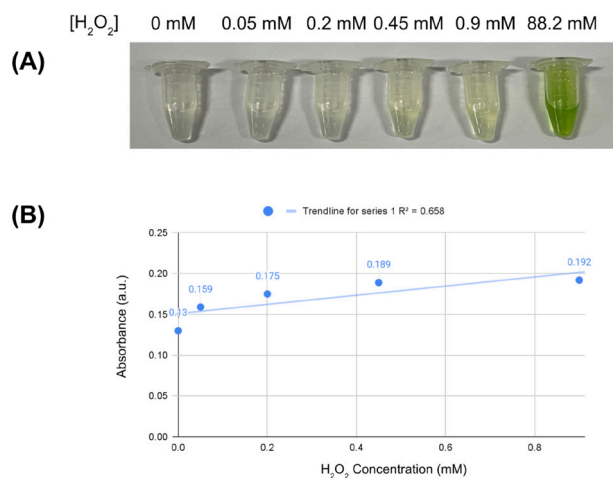 [H₂O₂] 0 mM 0.05 mM 0.2 mM 0.45 mM 0.9 mM 88.2 mM
(A)
(B)
Trendline for series 1 R² = 0.658
0.25
0.20
0.15
0.10
0.05
0.00
0.13
0.159
0.175
0.189
0.192
0.0 0.2 0.4 0.6 0.8
Absorbance (a.u.)
H₂O₂ Concentration (mM)